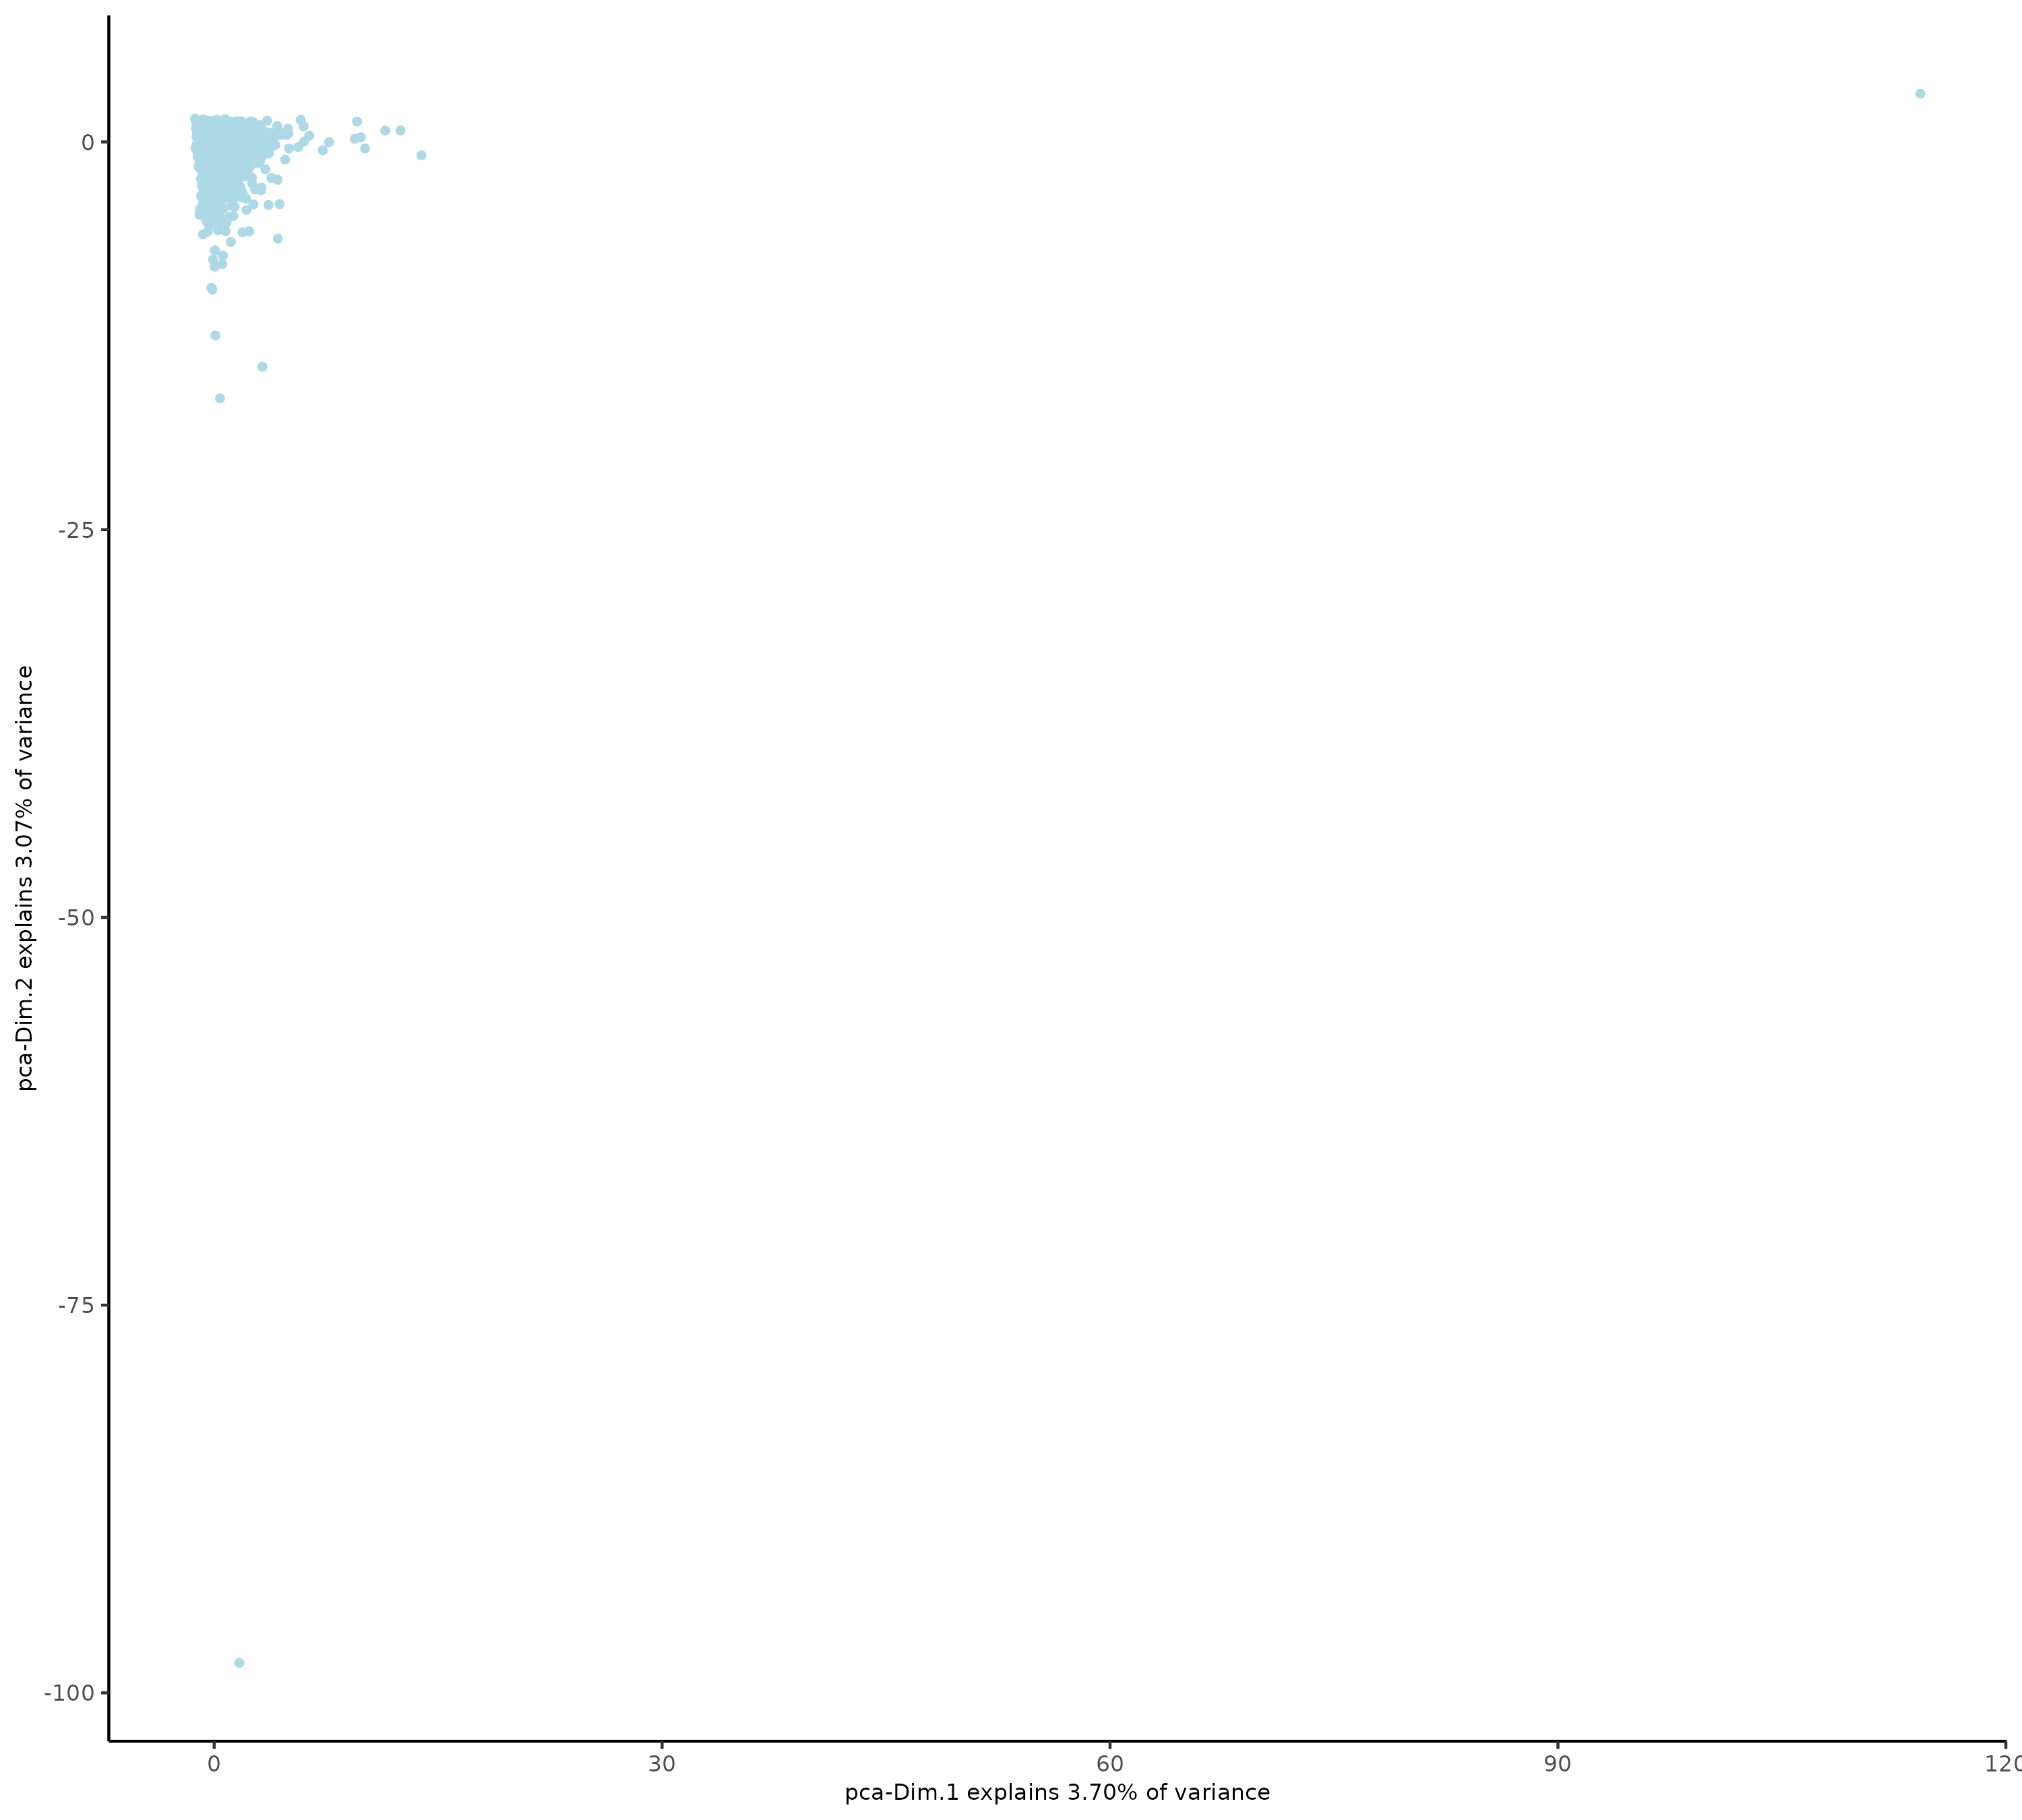 0
-25
-50
-75
-100
pca-Dim.2 explains 3.07% of variance
0 30 60 90 120
pca-Dim.1 explains 3.70% of variance